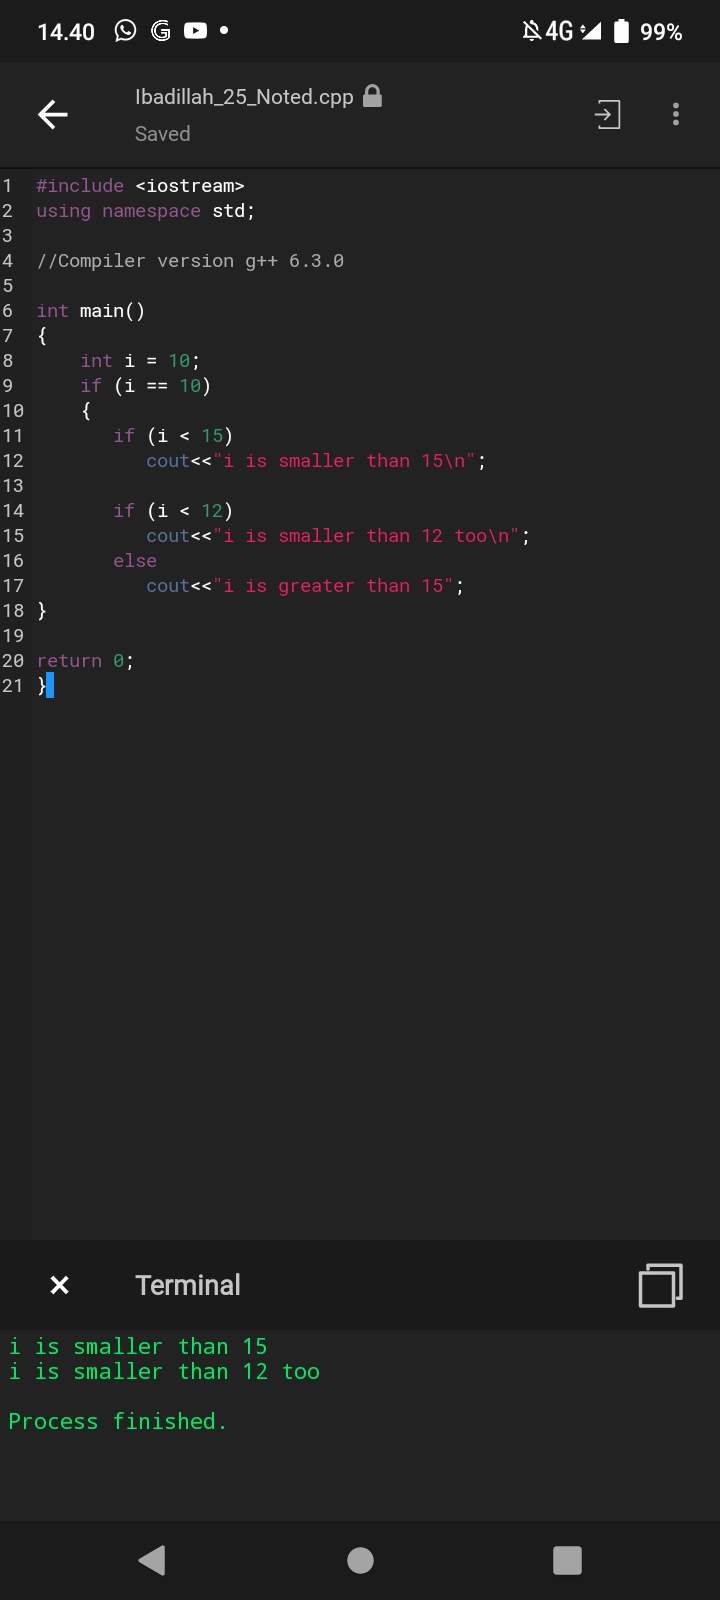 14.40 4G 99%
Ibadillah_25_Noted.cpp
Saved
1 #include <iostream>
2 using namespace std;
3
4 //Compiler version g++ 6.3.0
5
6 int main()
7 {
8     int i = 10;
9     if (i == 10)
10     {
11        if (i < 15)
12           cout<<"i is smaller than 15\n";
13
14        if (i < 12)
15           cout<<"i is smaller than 12 too\n";
16        else
17           cout<<"i is greater than 15";
18 }
19
20 return 0;
21 }
Terminal
i is smaller than 15
i is smaller than 12 too
Process finished.